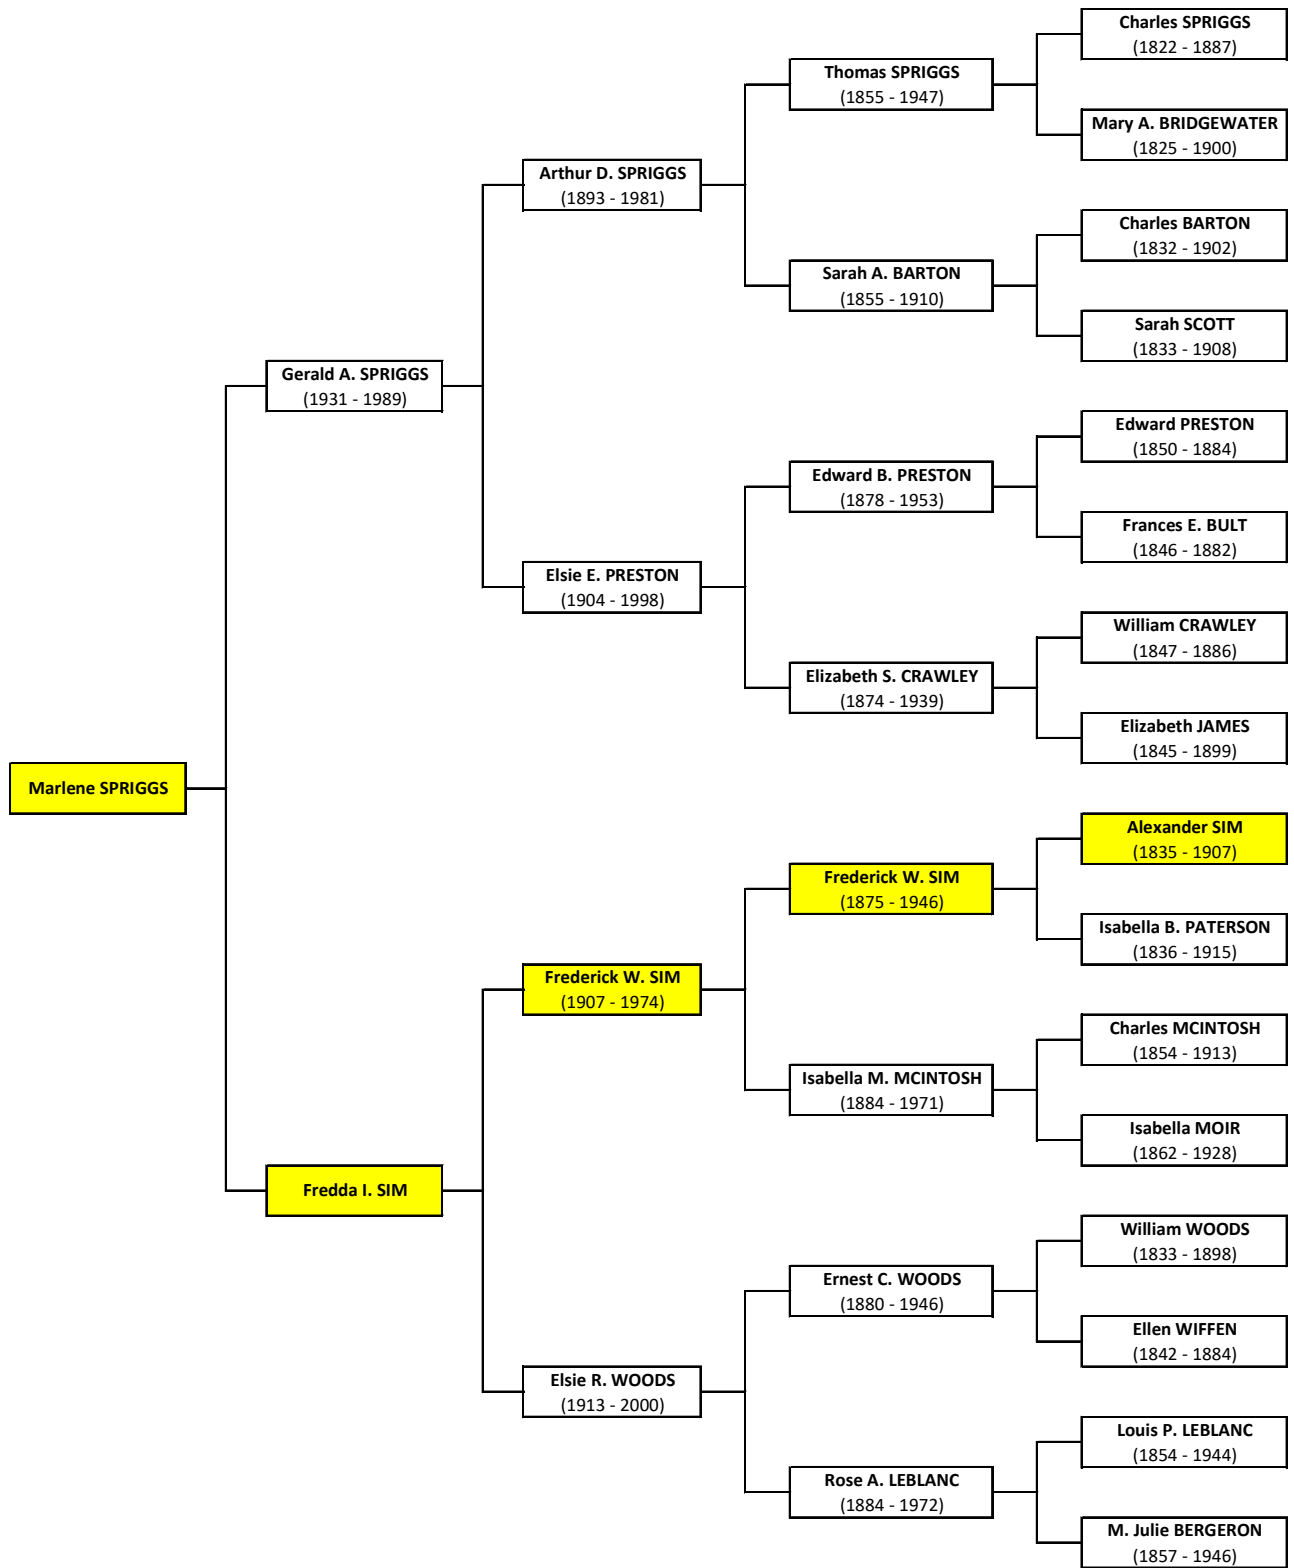 Charles SPRIGGS
(1822 - 1887)
Thomas SPRIGGS
(1855 - 1947)
Mary A. BRIDGEWATER
(1825 - 1900)
Arthur D. SPRIGGS
(1893 - 1981)
Charles BARTON
(1832 - 1902)
Sarah A. BARTON
(1855 - 1910)
Sarah SCOTT
(1833 - 1908)
Gerald A. SPRIGGS
(1931 - 1989)
Edward PRESTON
(1850 - 1884)
Edward B. PRESTON
(1878 - 1953)
Frances E. BULT
(1846 - 1882)
Elsie E. PRESTON
(1904 - 1998)
William CRAWLEY
(1847 - 1886)
Elizabeth S. CRAWLEY
(1874 - 1939)
Elizabeth JAMES
(1845 - 1899)
Marlene SPRIGGS
Alexander SIM
(1835 - 1907)
Frederick W. SIM
(1875 - 1946)
Isabella B. PATERSON
(1836 - 1915)
Frederick W. SIM
(1907 - 1974)
Charles MCINTOSH
(1854 - 1913)
Isabella M. MCINTOSH
(1884 - 1971)
Isabella MOIR
(1862 - 1928)
Fredda I. SIM
William WOODS
(1833 - 1898)
Ernest C. WOODS
(1880 - 1946)
Ellen WIFFEN
(1842 - 1884)
Elsie R. WOODS
(1913 - 2000)
Louis P. LEBLANC
(1854 - 1944)
Rose A. LEBLANC
(1884 - 1972)
M. Julie BERGERON
(1857 - 1946)